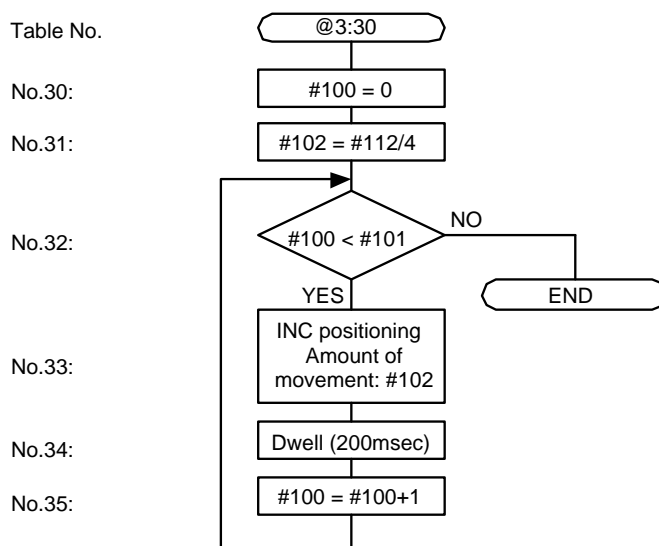 Table No.
@3:30
No.30:
#100 = 0
No.31:
#102 = #112/4
No.32:
#100 < #101
NO
YES
END
No.33:
INC positioning
Amount of
movement: #102
No.34:
Dwell (200msec)
No.35:
#100 = #100+1